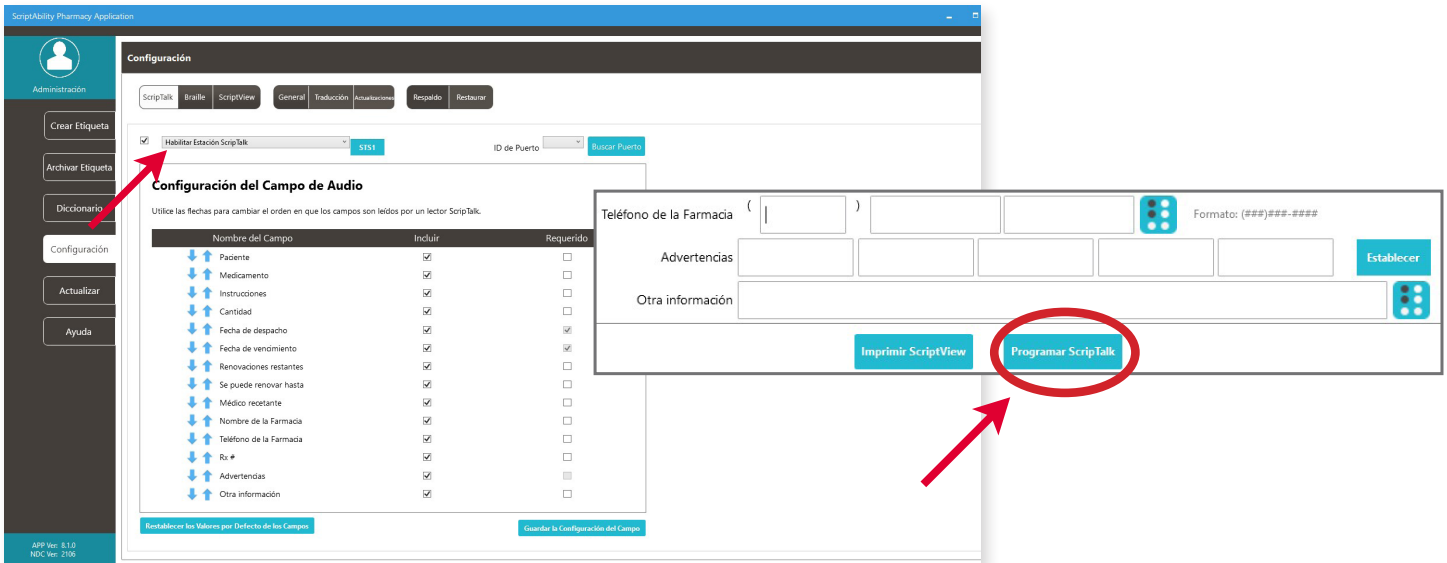 ScriptAbility Pharmacy Application
Administración
Crear Etiqueta
Archivar Etiqueta
Diccionario
Configuración
Actualizar
Ayuda
APP Ver: 8.1.0
NDC Ver: 2106
Configuración
ScripTalk Braille ScriptView General Traducción Actualizaciones Respaldo Restaurar
Habilitar Estación ScripTalk STS1 ID de Puerto Buscar Puerto
Configuración del Campo de Audio
Utilice las flechas para cambiar el orden en que los campos son leídos por un lector ScripTalk.
Nombre del Campo Incluir Requerido
Paciente
Medicamento
Instrucciones
Cantidad
Fecha de despacho
Fecha de vencimiento
Renovaciones restantes
Se puede renovar hasta
Médico recetante
Nombre de la Farmacia
Teléfono de la Farmacia
Rx #
Advertencias
Otra información
Restablecer los Valores por Defecto de los Campos Guardar la Configuración del Campo
Teléfono de la Farmacia ( ) Formato: (###)###-####
Advertencias Establecer
Otra información
Imprimir ScriptView Programar ScripTalk